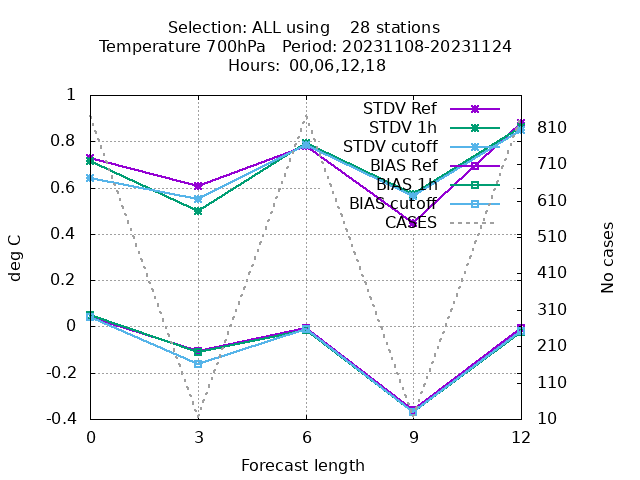 Selection: ALL using    28 stations
Temperature 700hPa   Period: 20231108-20231124
Hours: 00,06,12,18
STDV Ref
STDV 1h
STDV cutoff
BIAS Ref
BIAS 1h
BIAS cutoff
CASES
1
0.8
0.6
0.4
0.2
0
-0.2
-0.4
deg C
810
710
610
510
410
310
210
110
10
No cases
0 3 6 9 12
Forecast length